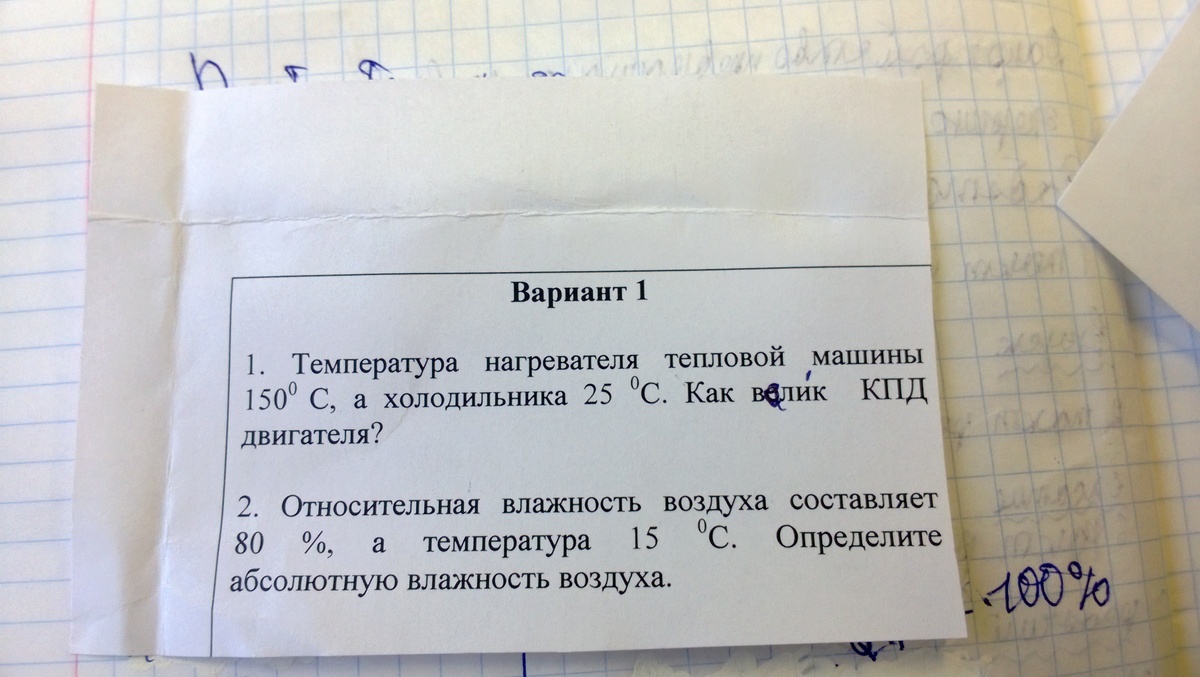 Вариант 1
1. Температура нагревателя тепловой машины
150⁰ С, а холодильника 25 ⁰С. Как велик КПД
двигателя?
2. Относительная влажность воздуха составляет
80 %, а температура 15 ⁰С. Определите
абсолютную влажность воздуха.
100%